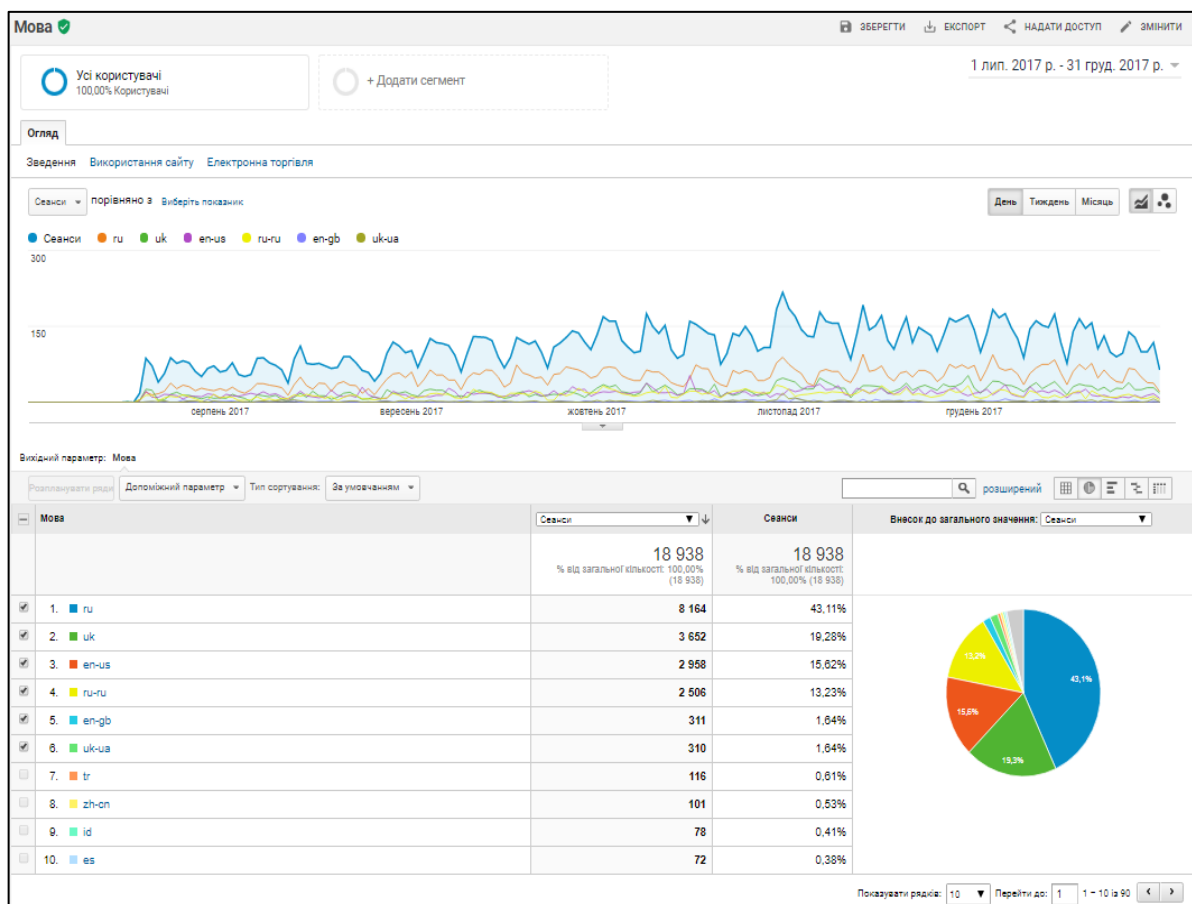 Мова
ЗБЕРЕГТИ ЕКСПОРТ НАДАТИ ДОСТУП ЗМІНИТИ
Усі користувачі
100,00% Користувачі
+ Додати сегмент
1 лип. 2017 р. - 31 груд. 2017 р.
Огляд
Зведення Використання сайту Електронна торгівля
Сеанси порівняно з Виберіть показник
День Тиждень Місяць
Сеанси ru uk en-us ru-ru en-gb uk-ua
300
150
серпень 2017 вересень 2017 жовтень 2017 листопад 2017 грудень 2017
Вихідний параметр: Мова
Розпланувати ряди Допоміжний параметр Тип сортування: За умовчанням
розширений
Мова Сеанси Сеанси Внесок до загального значення: Сеанси
18 938 18 938
% від загальної кількості: 100,00% (18 938) % від загальної кількості: 100,00% (18 938)
1. ru 8 164 43,11%
2. uk 3 652 19,28%
3. en-us 2 958 15,62%
4. ru-ru 2 506 13,23%
5. en-gb 311 1,64%
6. uk-ua 310 1,64%
7. tr 116 0,61%
8. zh-cn 101 0,53%
9. id 78 0,41%
10. es 72 0,38%
13,2%
43,1%
15,6%
19,3%
Показувати рядків: 10 Перейти до: 1 1 – 10 із 90